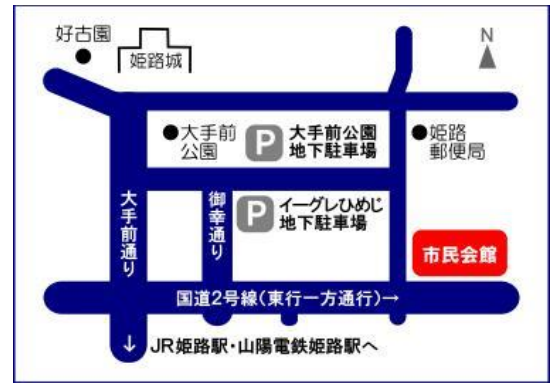 好古園
姫路城
N
大手前
公園
P
大手前公園
地下駐車場
姫路
郵便局
大手前通り
御幸通り
P
イーグレひめじ
地下駐車場
市民会館
国道2号線(東行一方通行)→
↓ JR姫路駅・山陽電鉄姫路駅へ